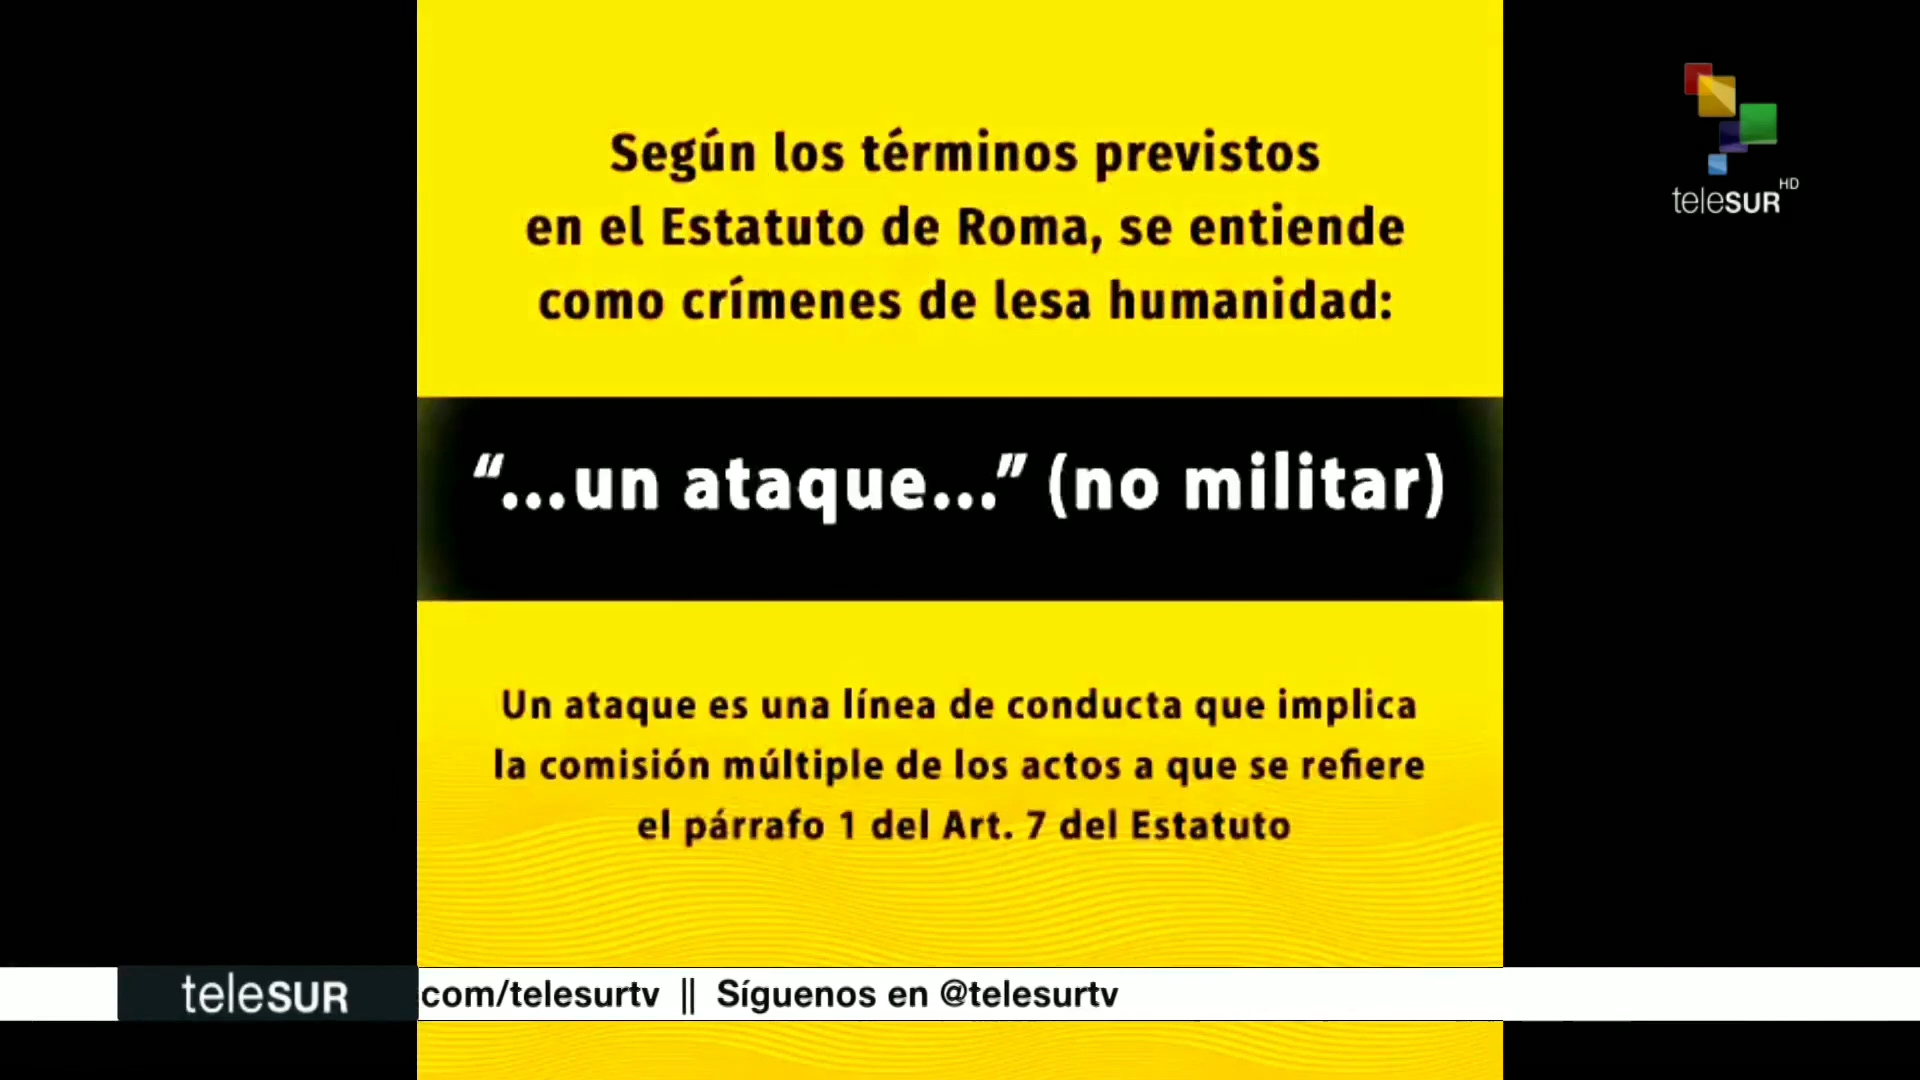 Según los términos previstos
en el Estatuto de Roma, se entiende
como crímenes de lesa humanidad:
“...un ataque...” (no militar)
Un ataque es una línea de conducta que implica
la comisión múltiple de los actos a que se refiere
el párrafo 1 del Art. 7 del Estatuto
teleSUR HD
teleSUR com/telesurtv || Síguenos en @telesurtv